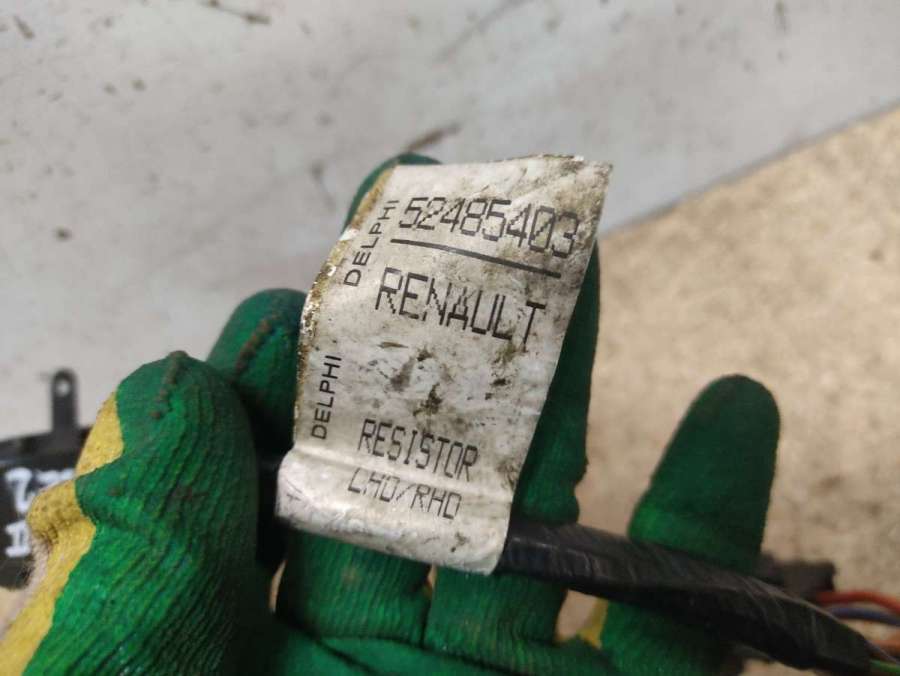 52485403
RENAULT
DELPHI
DELPHI
RESISTOR
LHD/RHD